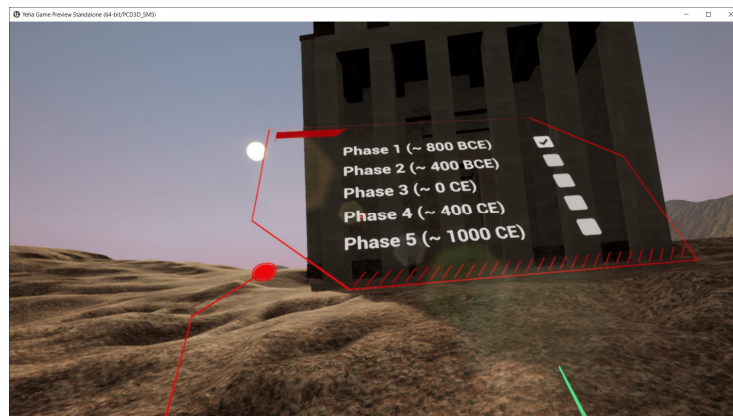 Yeha Game Preview Standalone (64-bit/PCD3D_SM5)
Phase 1 (~ 800 BCE)
Phase 2 (~ 400 BCE)
Phase 3 (~ 0 CE)
Phase 4 (~ 400 CE)
Phase 5 (~ 1000 CE)